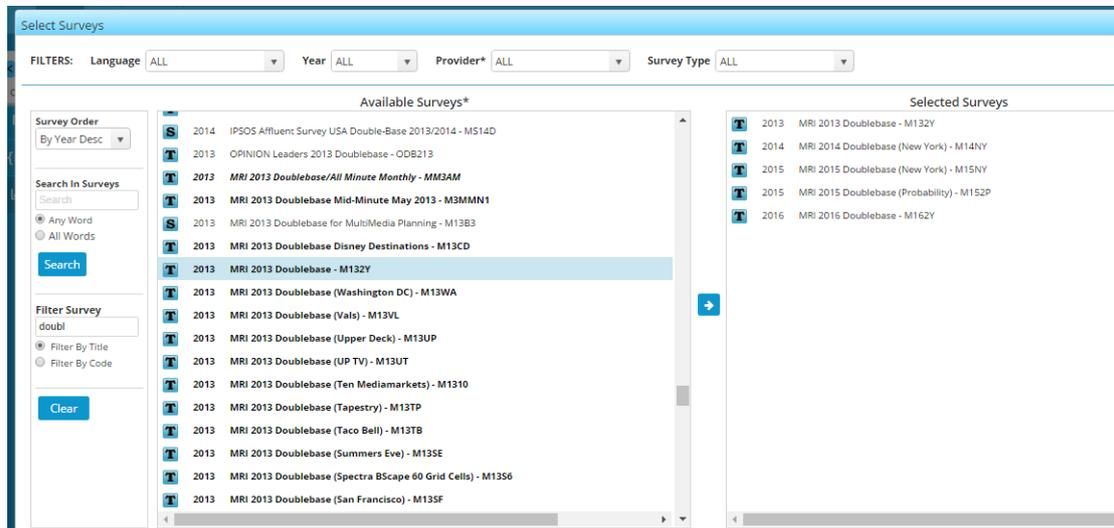 Select Surveys
FILTERS: Language ALL Year ALL Provider* ALL Survey Type ALL
Available Surveys*
Survey Order
By Year Desc
Search In Surveys
Search
Any Word
All Words
Search
Filter Survey
doubl
Filter By Title
Filter By Code
Clear
S 2014 IPSOS Affluent Survey USA Double-Base 2013/2014 - MS14D
T 2013 OPINION Leaders 2013 Doublebase - ODB213
T 2013 MRI 2013 Doublebase/All Minute Monthly - MM3AM
T 2013 MRI 2013 Doublebase Mid-Minute May 2013 - M3MMN1
S 2013 MRI 2013 Doublebase for MultiMedia Planning - M13B3
T 2013 MRI 2013 Doublebase Disney Destinations - M13CD
T 2013 MRI 2013 Doublebase - M132Y
T 2013 MRI 2013 Doublebase (Washington DC) - M13WA
T 2013 MRI 2013 Doublebase (Vals) - M13VL
T 2013 MRI 2013 Doublebase (Upper Deck) - M13UP
T 2013 MRI 2013 Doublebase (UP TV) - M13UT
T 2013 MRI 2013 Doublebase (Ten Mediamarkets) - M1310
T 2013 MRI 2013 Doublebase (Tapestry) - M13TP
T 2013 MRI 2013 Doublebase (Taco Bell) - M13TB
T 2013 MRI 2013 Doublebase (Summers Eve) - M13SE
T 2013 MRI 2013 Doublebase (Spectra BScape 60 Grid Cells) - M13S6
T 2013 MRI 2013 Doublebase (San Francisco) - M13SF
Selected Surveys
T 2013 MRI 2013 Doublebase - M132Y
T 2014 MRI 2014 Doublebase (New York) - M14NY
T 2015 MRI 2015 Doublebase (New York) - M15NY
T 2015 MRI 2015 Doublebase (Probability) - M152P
T 2016 MRI 2016 Doublebase - M162Y